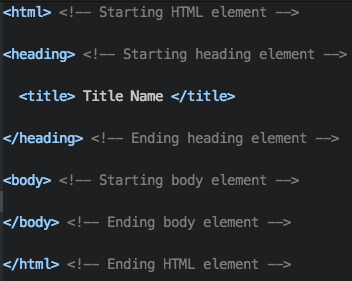 <html> <!-- Starting HTML element -->
<heading> <!-- Starting heading element -->
<title> Title Name </title>
</heading> <!-- Ending heading element -->
<body> <!-- Starting body element -->
</body> <!-- Ending body element -->
</html> <!-- Ending HTML element -->